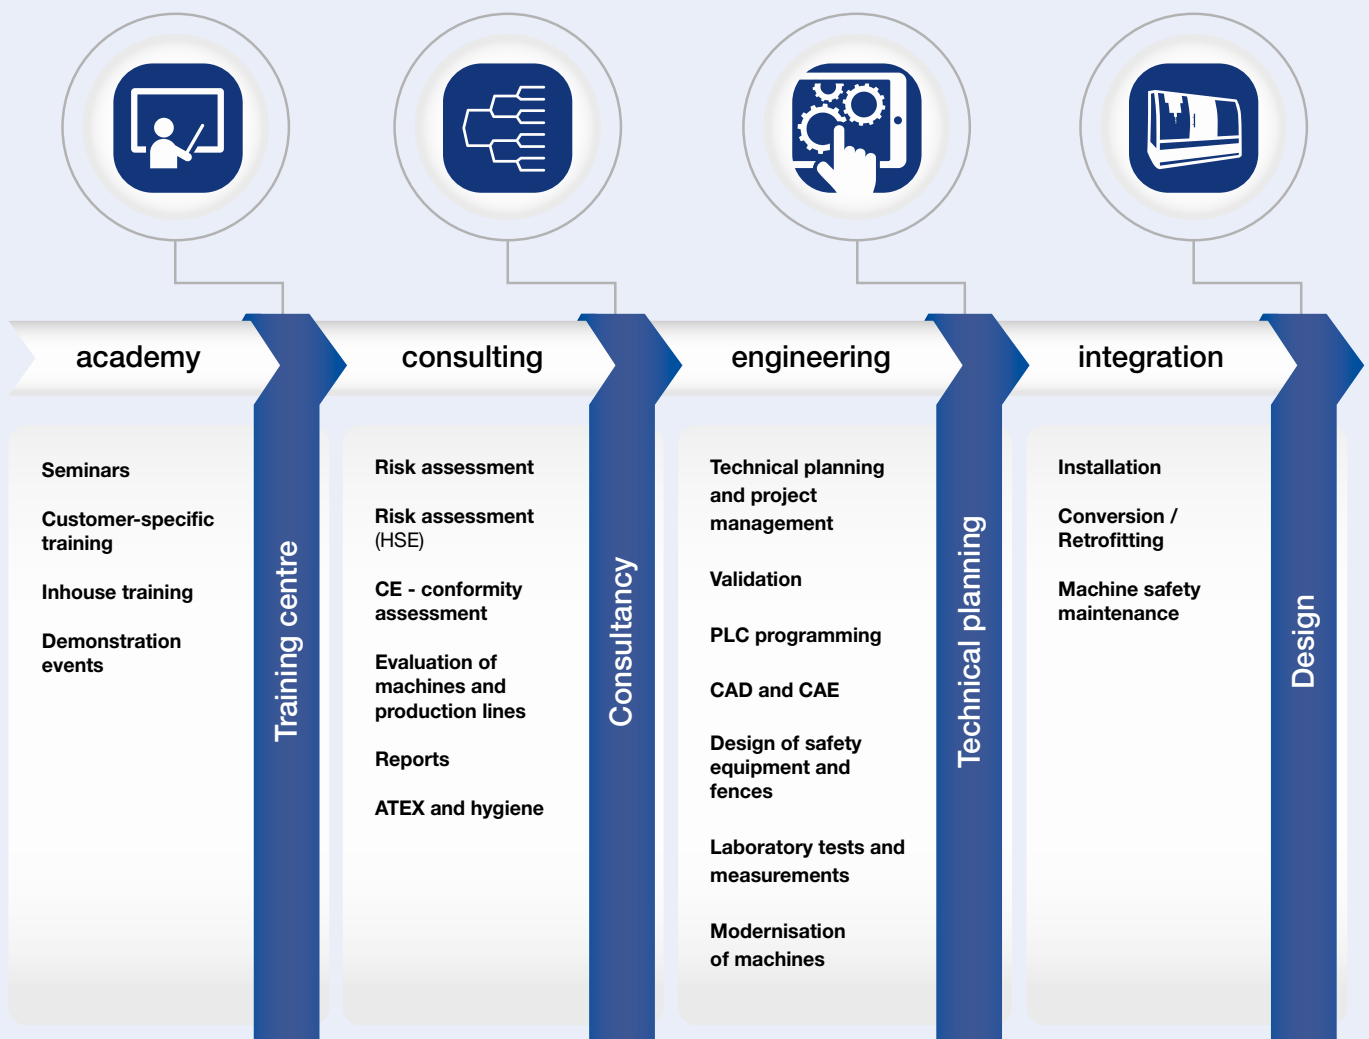 academy
consulting
engineering
integration
Seminars
Customer-specific
training
Inhouse training
Demonstration
events
Training centre
Risk assessment
Risk assessment
(HSE)
CE - conformity
assessment
Evaluation of
machines and
production lines
Reports
ATEX and hygiene
Consultancy
Technical planning
and project
management
Validation
PLC programming
CAD and CAE
Design of safety
equipment and
fences
Laboratory tests and
measurements
Modernisation
of machines
Technical planning
Installation
Conversion /
Retrofitting
Machine safety
maintenance
Design